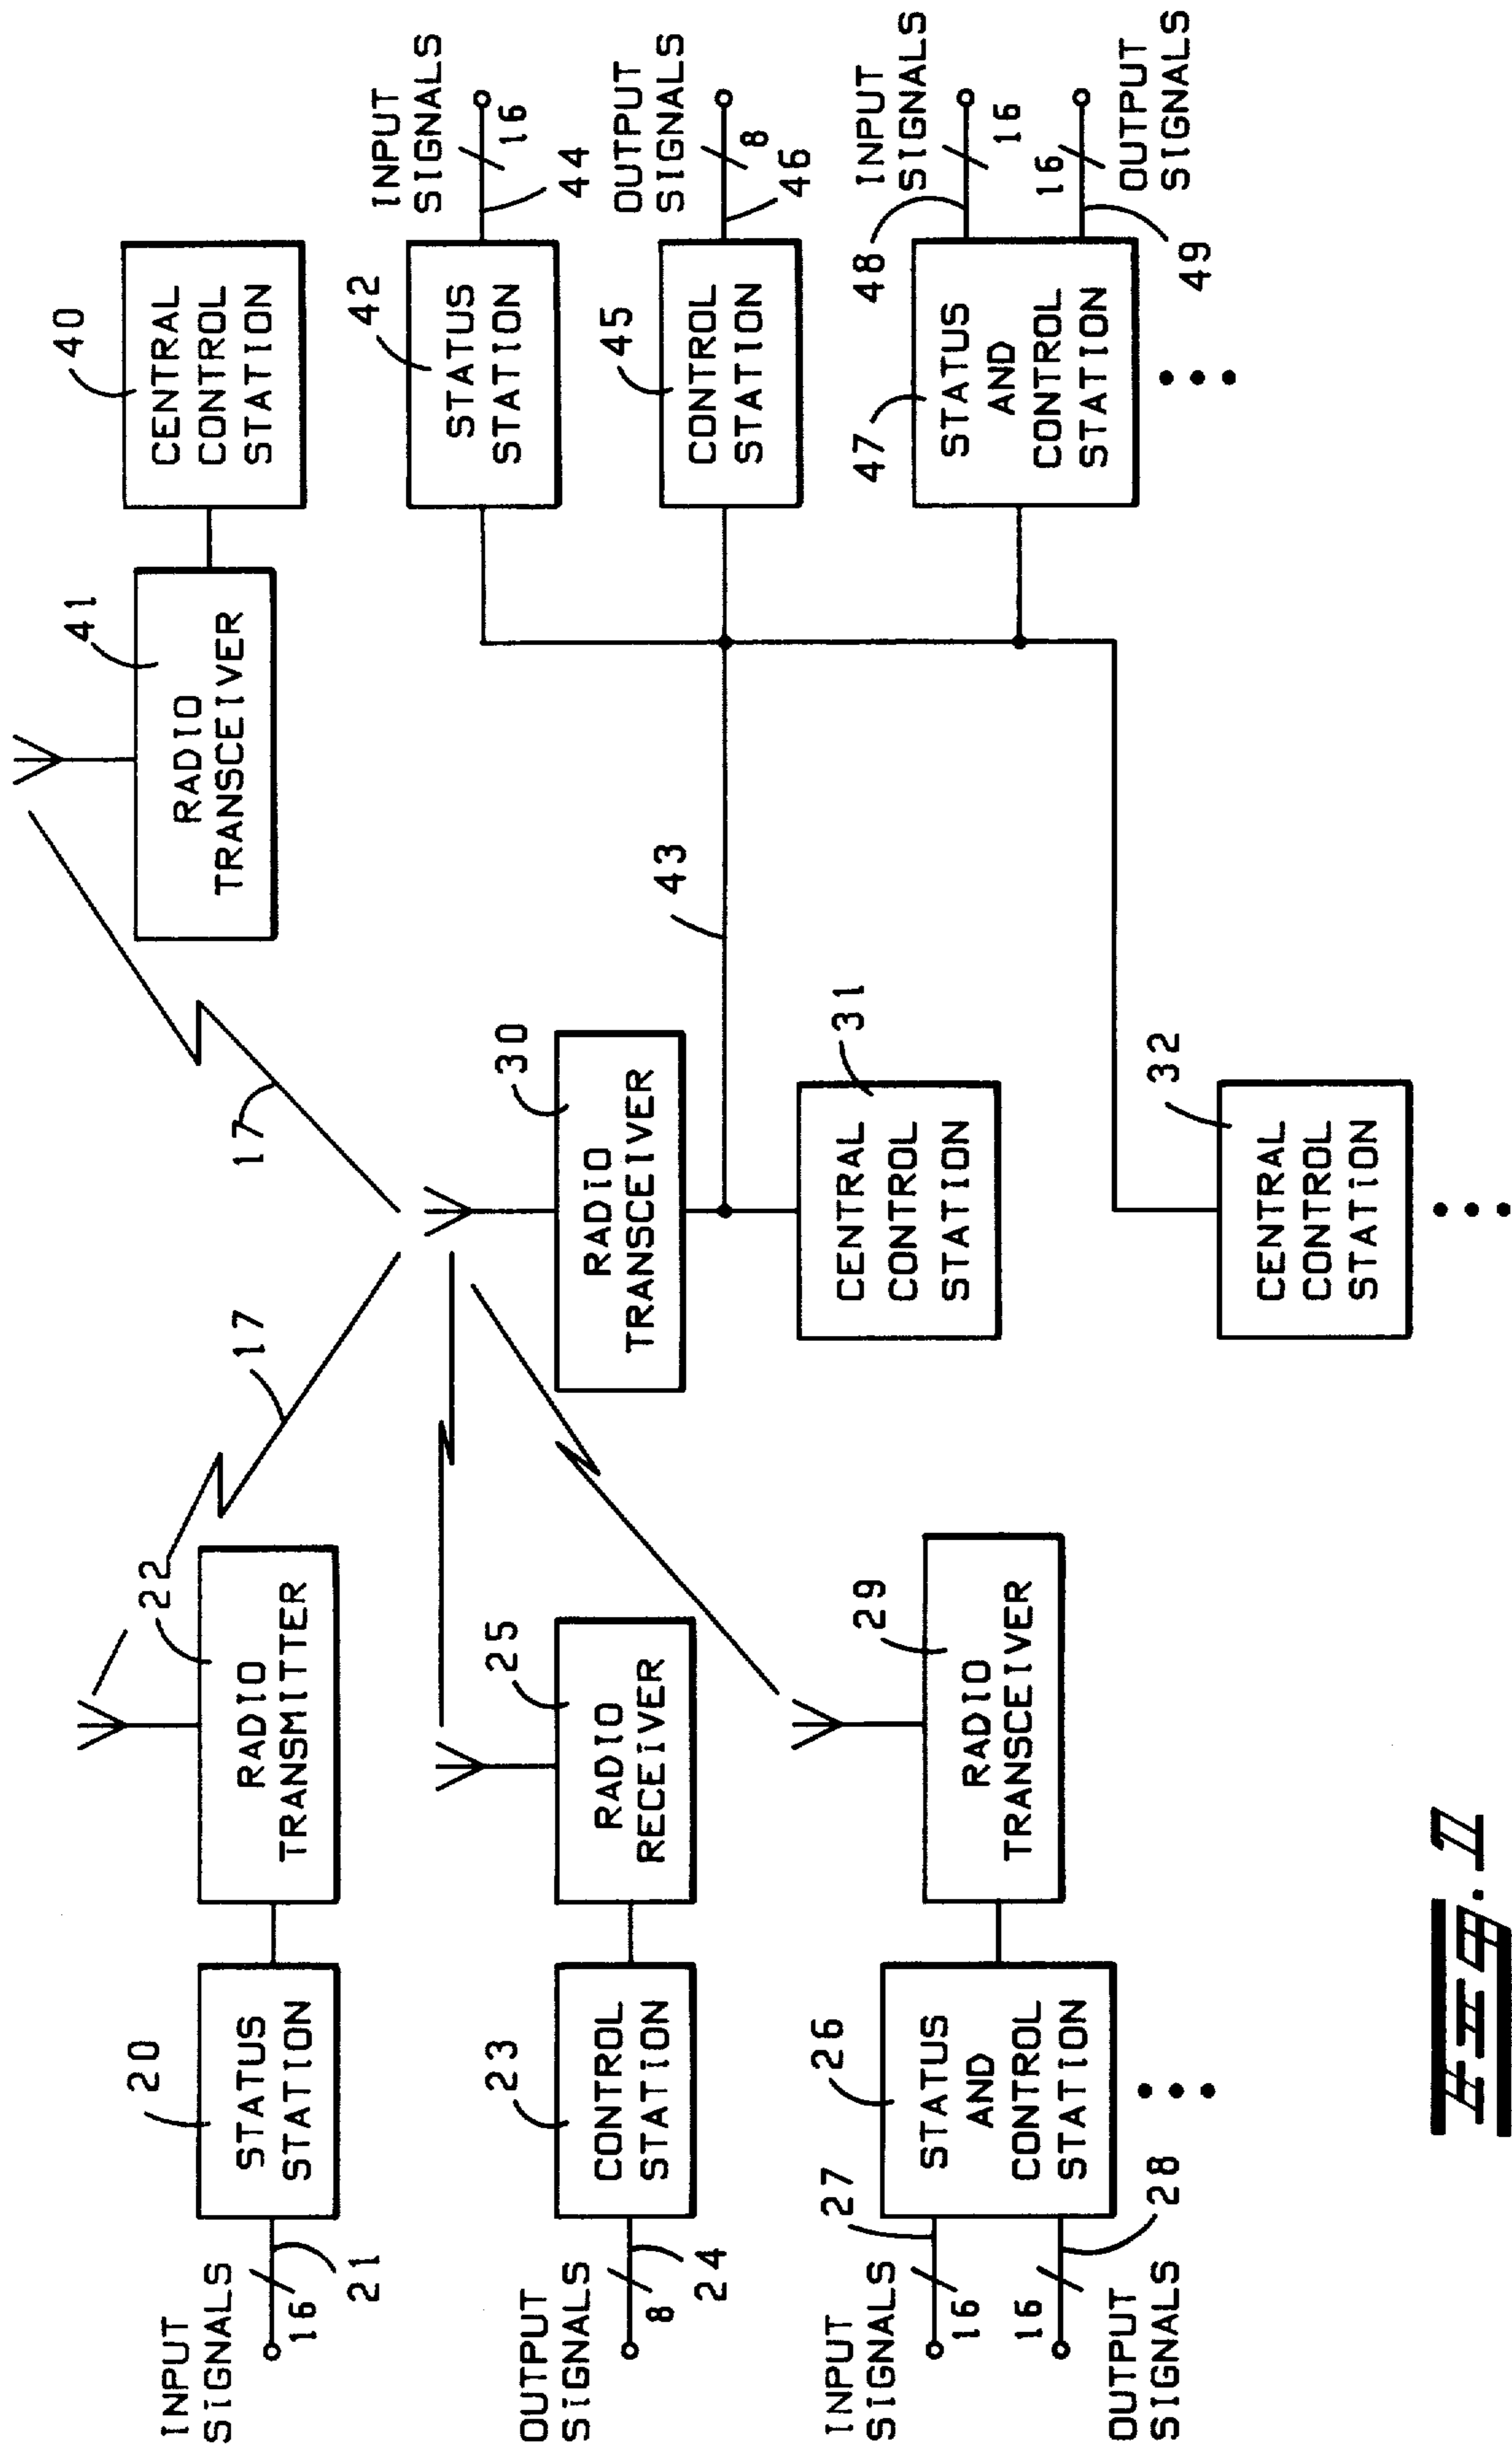 INPUT
SIGNALS
16
21
20
STATUS
STATION
22
RADIO
TRANSMITTER
17
17
41
RADIO
TRANSCEIVER
40
CENTRAL
CONTROL
STATION
OUTPUT
SIGNALS
8
24
23
CONTROL
STATION
25
RADIO
RECEIVER
30
RADIO
TRANSCEIVER
31
CENTRAL
CONTROL
STATION
43
42
STATUS
STATION
INPUT
SIGNALS
16
44
45
CONTROL
STATION
OUTPUT
SIGNALS
8
46
INPUT
SIGNALS
16
27
16
28
OUTPUT
SIGNALS
26
STATUS
AND
CONTROL
STATION
29
RADIO
TRANSCEIVER
32
CENTRAL
CONTROL
STATION
47
STATUS
AND
CONTROL
STATION
48
INPUT
SIGNALS
16
16
49
OUTPUT
SIGNALS
Fig. II